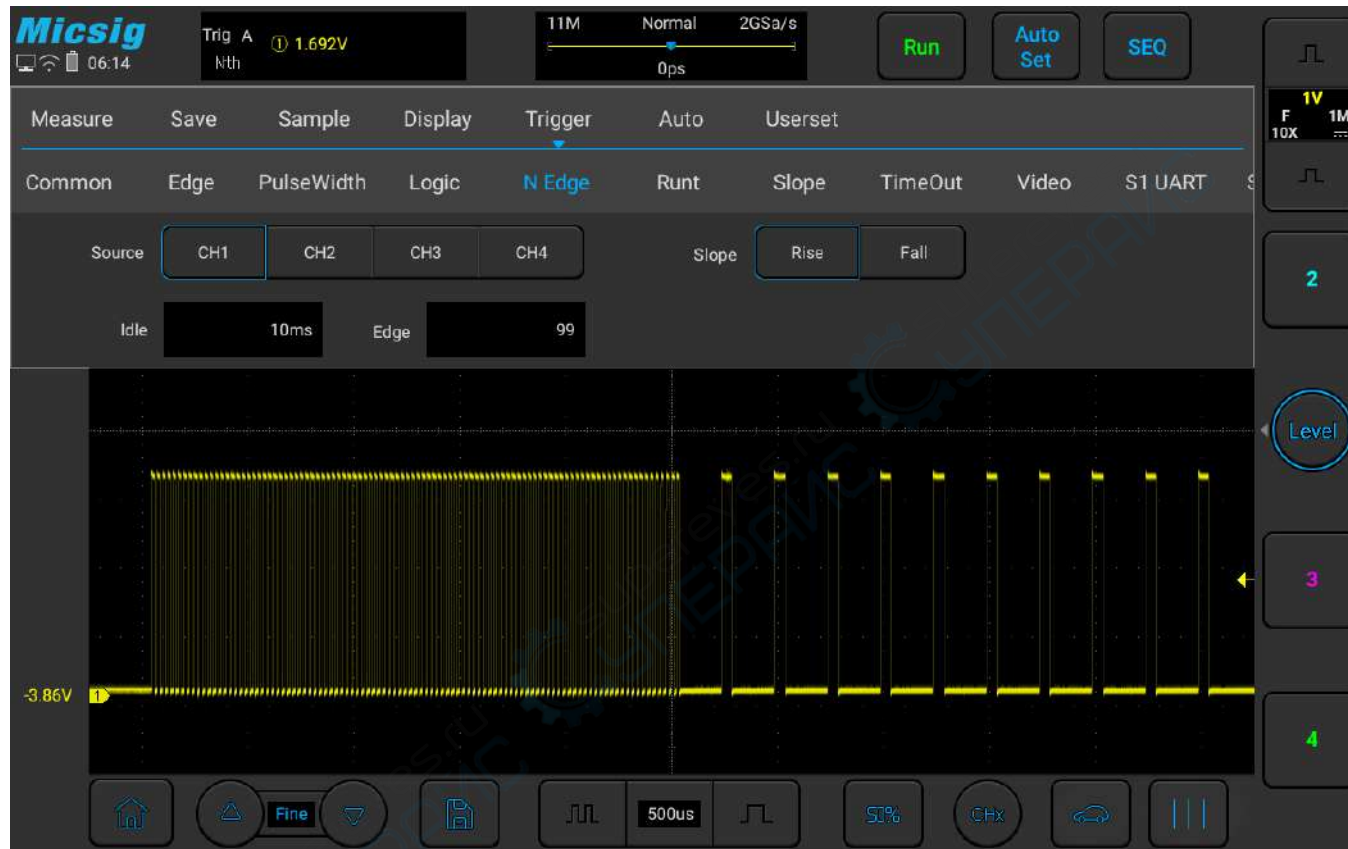 Micsig
06:14
Trig A ① 1.692V
Nth
11M Normal 2GSa/s
0ps
Run
Auto Set
SEQ
1V
F 1M
10X
Measure Save Sample Display Trigger Auto Userset
Common Edge PulseWidth Logic N Edge Runt Slope TimeOut Video S1 UART S
Source CH1 CH2 CH3 CH4 Slope Rise Fall
Idle 10ms Edge 99
2
Level
3
-3.86V 1
4
Fine
500us
50%
CHx
supereyes.ru
СУПЕРАЙС